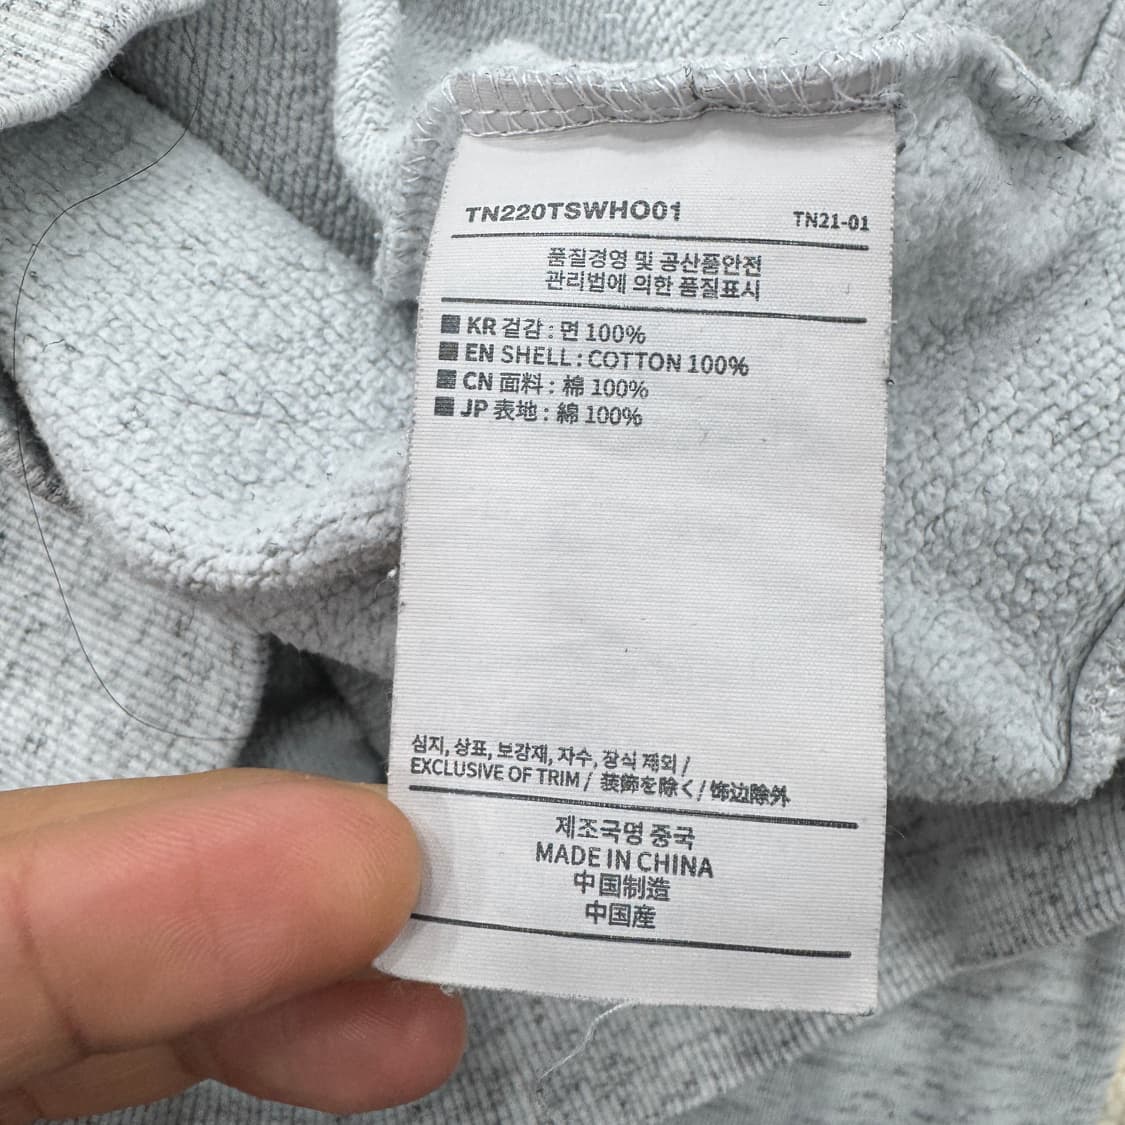 TN220TSWHO01
TN21-01
품질경영 및 공산품안전
관리법에 의한 품질표시
KR 겉감 : 면 100%
EN SHELL : COTTON 100%
CN 面料 : 棉 100%
JP 表地 : 綿 100%
심지, 상표, 보강재, 자수, 장식 제외 /
EXCLUSIVE OF TRIM / 装飾を除く / 饰边除外
제조국명 중국
MADE IN CHINA
中国制造
中国産